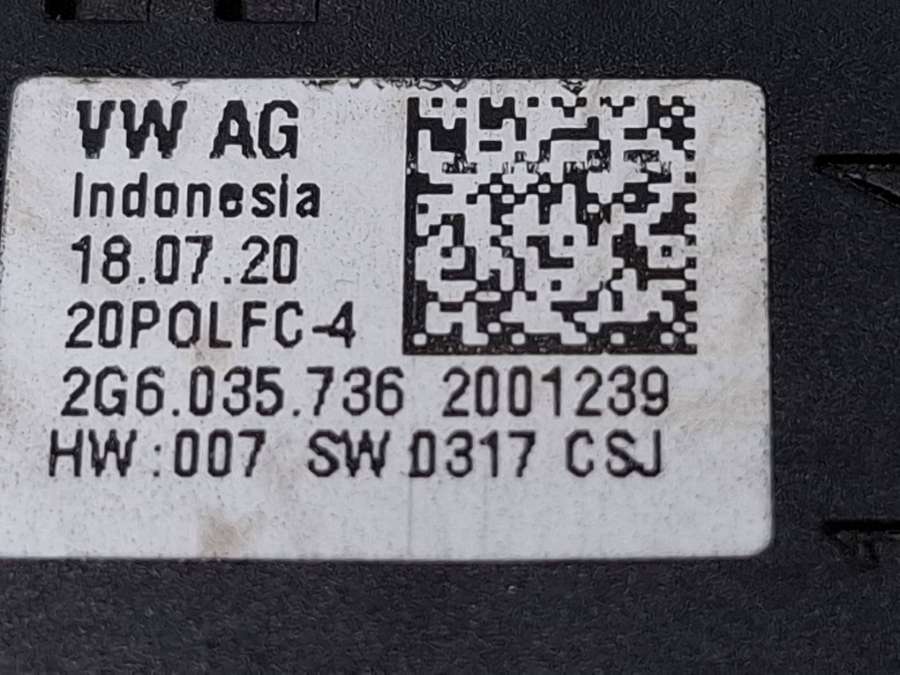 VW AG
Indonesia
18.07.20
20POLFC-4
2G6.035.736 2001239
HW:007 SW 0317 CSJ